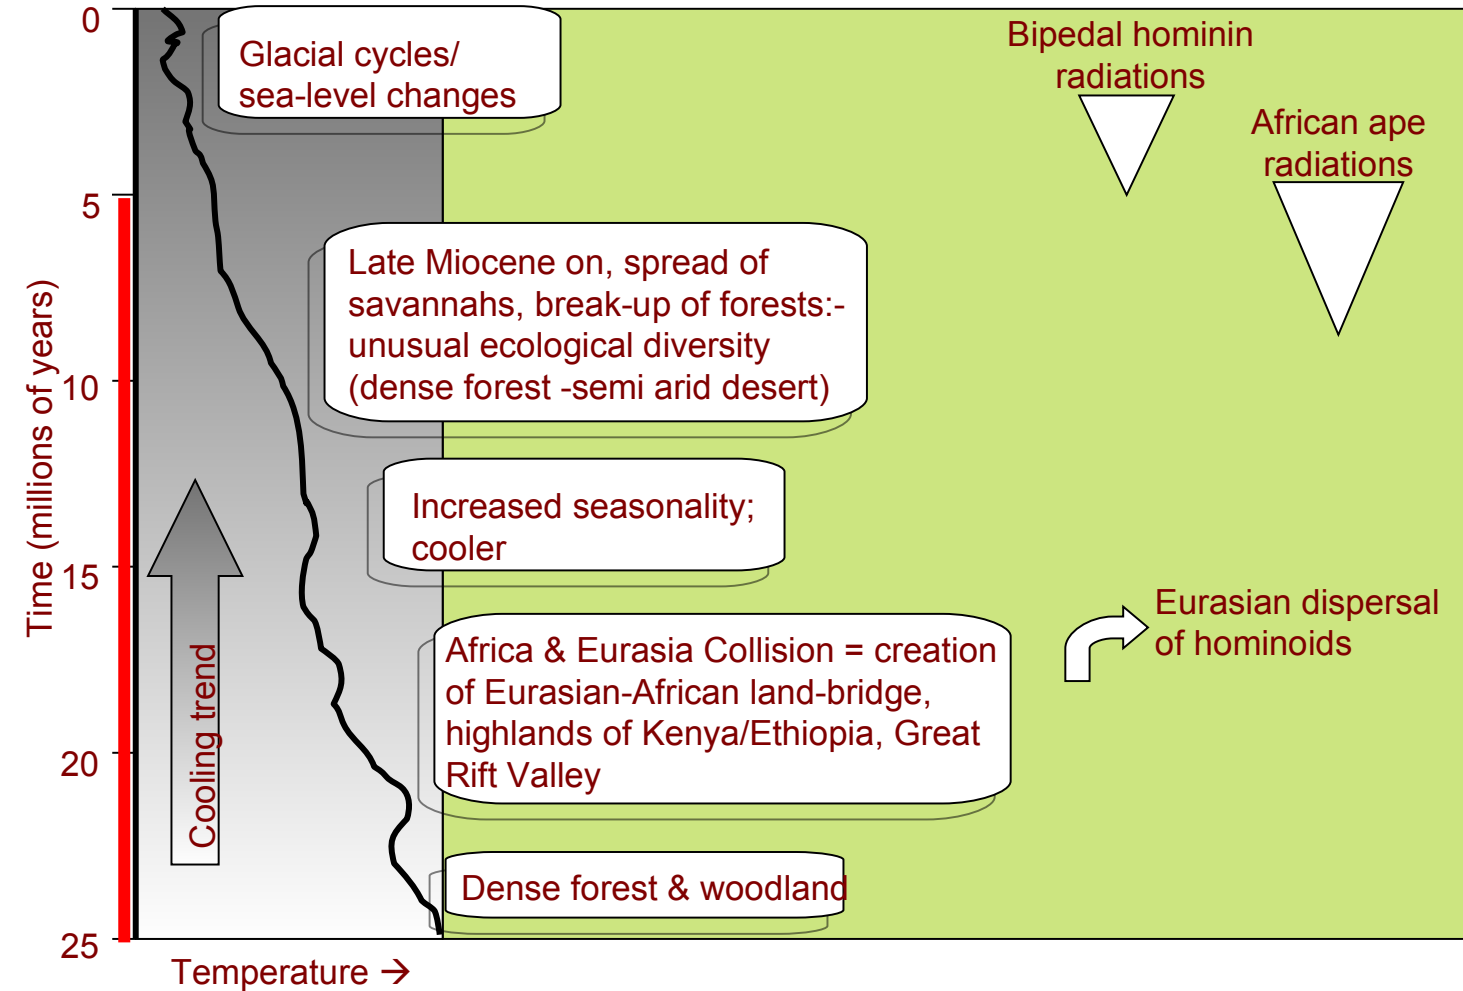 0
5
10
15
20
25
Time (millions of years)
Temperature →
Cooling trend
Glacial cycles/
sea-level changes
Late Miocene on, spread of
savannahs, break-up of forests:-
unusual ecological diversity
(dense forest -semi arid desert)
Increased seasonality;
cooler
Africa & Eurasia Collision = creation
of Eurasian-African land-bridge,
highlands of Kenya/Ethiopia, Great
Rift Valley
Dense forest & woodland
Bipedal hominin
radiations
African ape
radiations
Eurasian dispersal
of hominoids